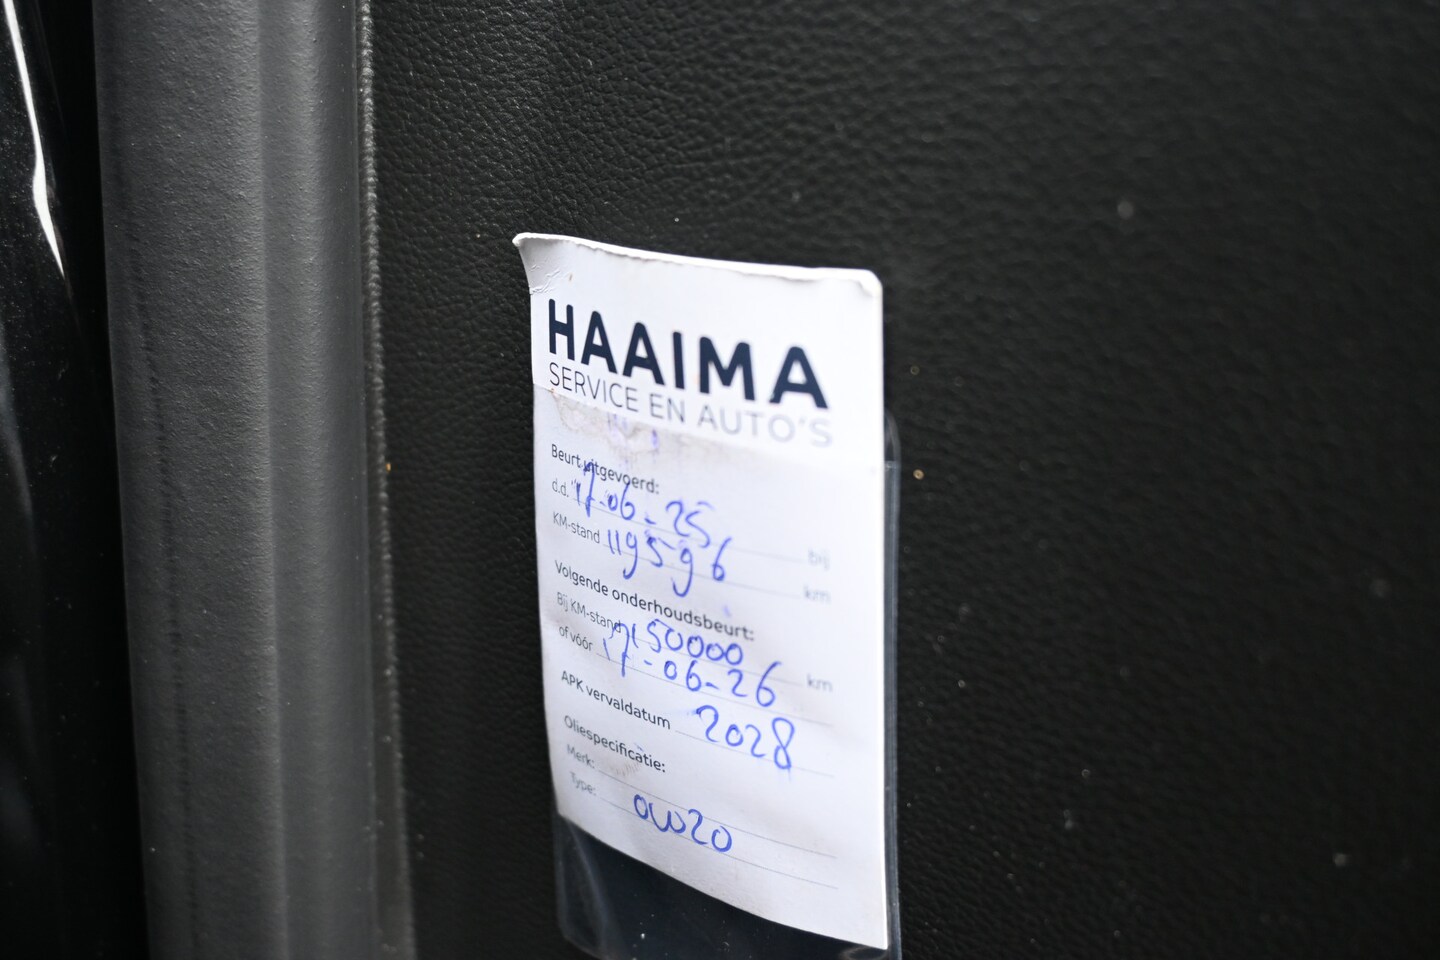 HAAIMA
SERVICE EN AUTO'S
Beurt uitgevoerd:
d.d. 17-06-25 bij
KM-stand 119596 km
Volgende onderhoudsbeurt:
Bij KM-stand 150000 km
of vóór 17-06-26
APK vervaldatum 2028
Oliespecificatie:
Merk:
Type: 0W20